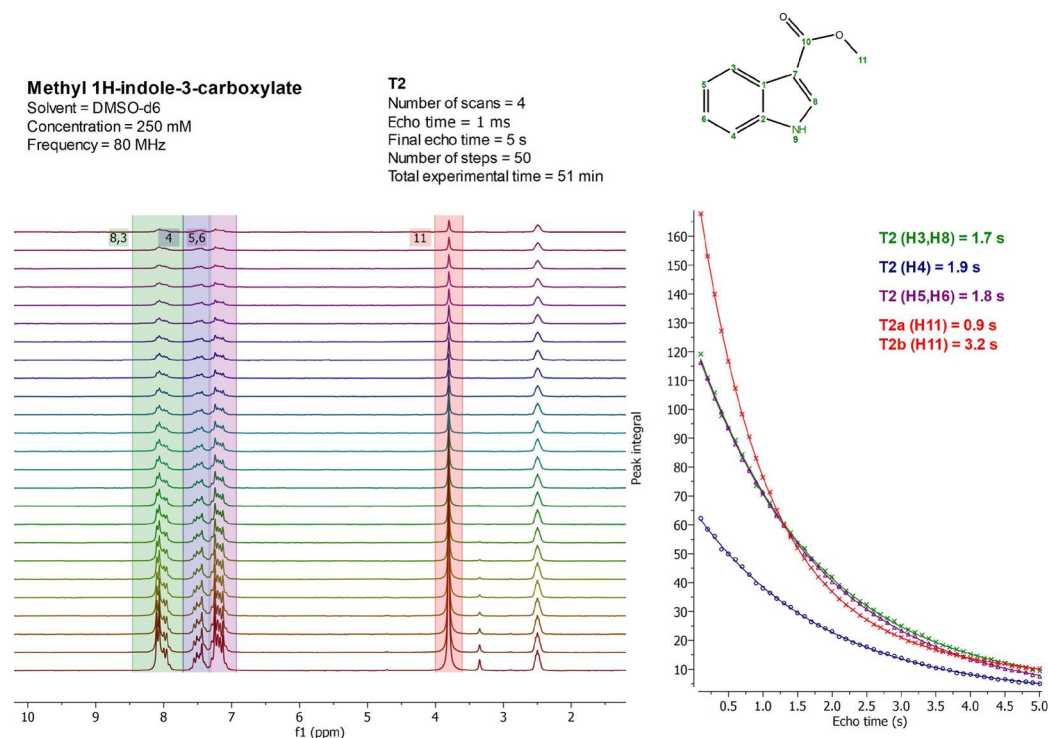 Methyl 1H-indole-3-carboxylate
Solvent = DMSO-d6
Concentration = 250 mM
Frequency = 80 MHz
T2
Number of scans = 4
Echo time = 1 ms
Final echo time = 5 s
Number of steps = 50
Total experimental time = 51 min
O
O
10
11
3
7
5
1
8
6
2
4
NH
9
8,3
4
5,6
11
10
9
8
7
6
5
4
3
2
f1 (ppm)
T2 (H3,H8) = 1.7 s
T2 (H4) = 1.9 s
T2 (H5,H6) = 1.8 s
T2a (H11) = 0.9 s
T2b (H11) = 3.2 s
Peak integral
160
150
140
130
120
110
100
90
80
70
60
50
40
30
20
10
0.5
1.0
1.5
2.0
2.5
3.0
3.5
4.0
4.5
5.0
Echo time (s)